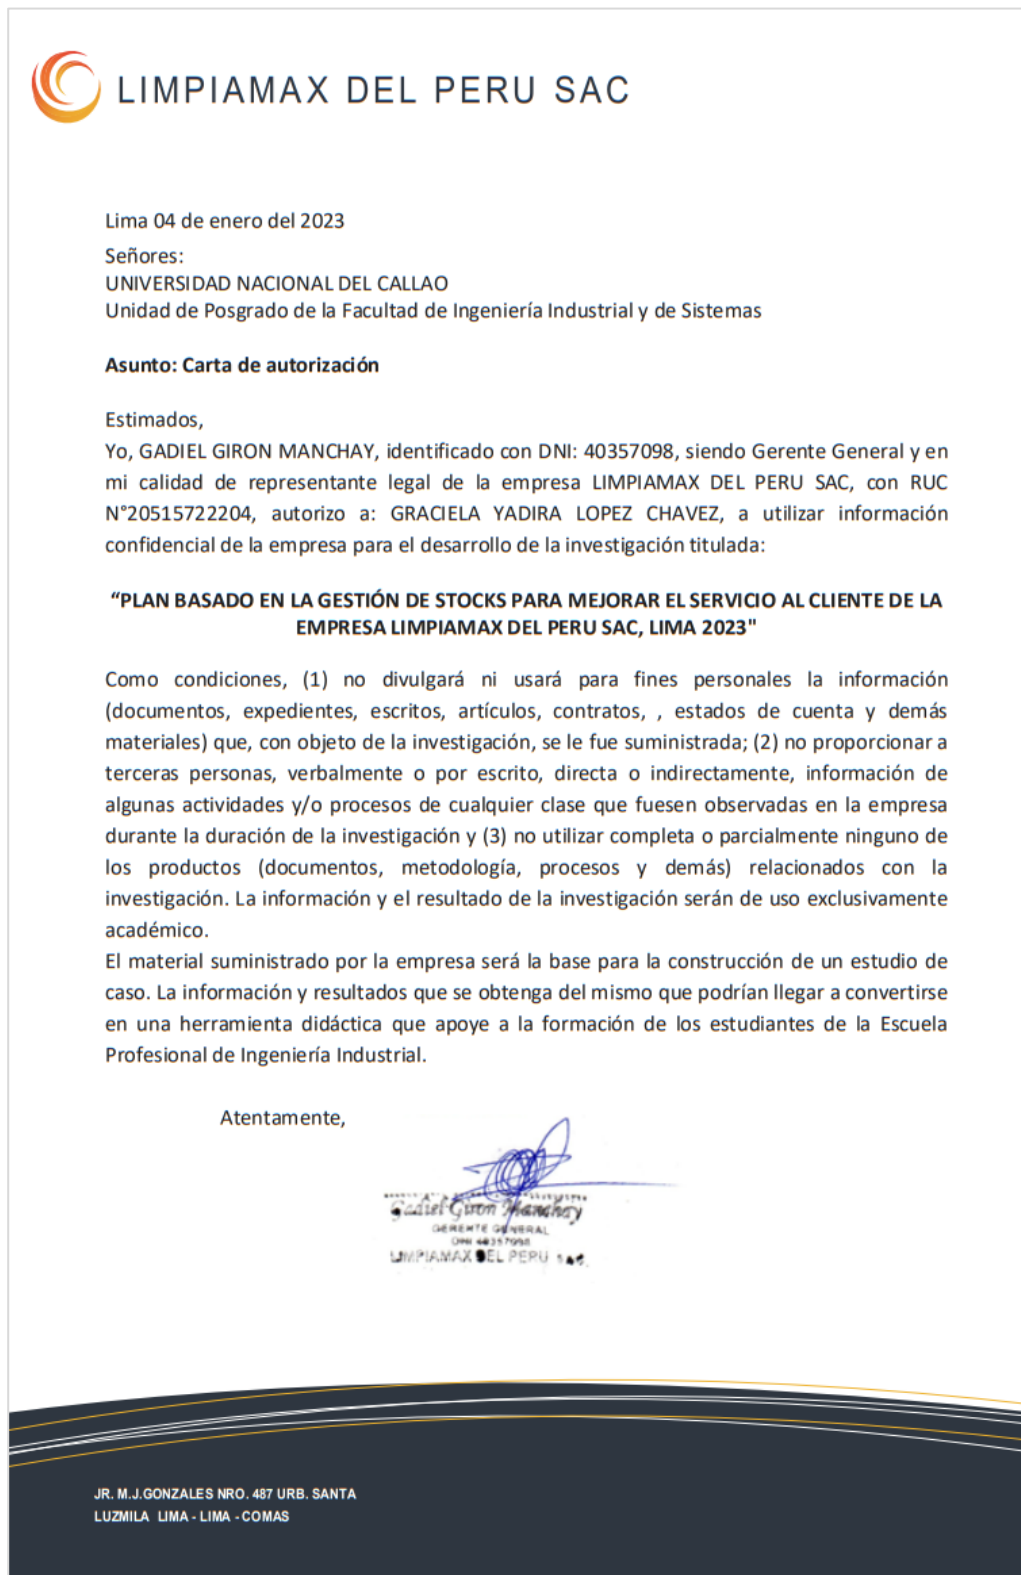 LIMPIAMAX DEL PERU SAC
Lima 04 de enero del 2023
Señores:
UNIVERSIDAD NACIONAL DEL CALLAO
Unidad de Posgrado de la Facultad de Ingeniería Industrial y de Sistemas
Asunto: Carta de autorización
Estimados,
Yo, GADIEL GIRON MANCHAY, identificado con DNI: 40357098, siendo Gerente General y en
mi calidad de representante legal de la empresa LIMPIAMAX DEL PERU SAC, con RUC
N°20515722204, autorizo a: GRACIELA YADIRA LOPEZ CHAVEZ, a utilizar información
confidencial de la empresa para el desarrollo de la investigación titulada:
“PLAN BASADO EN LA GESTIÓN DE STOCKS PARA MEJORAR EL SERVICIO AL CLIENTE DE LA
EMPRESA LIMPIAMAX DEL PERU SAC, LIMA 2023"
Como condiciones, (1) no divulgará ni usará para fines personales la información
(documentos, expedientes, escritos, artículos, contratos, , estados de cuenta y demás
materiales) que, con objeto de la investigación, se le fue suministrada; (2) no proporcionar a
terceras personas, verbalmente o por escrito, directa o indirectamente, información de
algunas actividades y/o procesos de cualquier clase que fuesen observadas en la empresa
durante la duración de la investigación y (3) no utilizar completa o parcialmente ninguno de
los productos (documentos, metodología, procesos y demás) relacionados con la
investigación. La información y el resultado de la investigación serán de uso exclusivamente
académico.
El material suministrado por la empresa será la base para la construcción de un estudio de
caso. La información y resultados que se obtenga del mismo que podrían llegar a convertirse
en una herramienta didáctica que apoye a la formación de los estudiantes de la Escuela
Profesional de Ingeniería Industrial.
Atentamente,
Gadiel Giron Manchay
GERENTE GENERAL
DNI 40357098
LIMPIAMAX DEL PERU SAC.
JR. M.J.GONZALES NRO. 487 URB. SANTA
LUZMILA LIMA - LIMA - COMAS